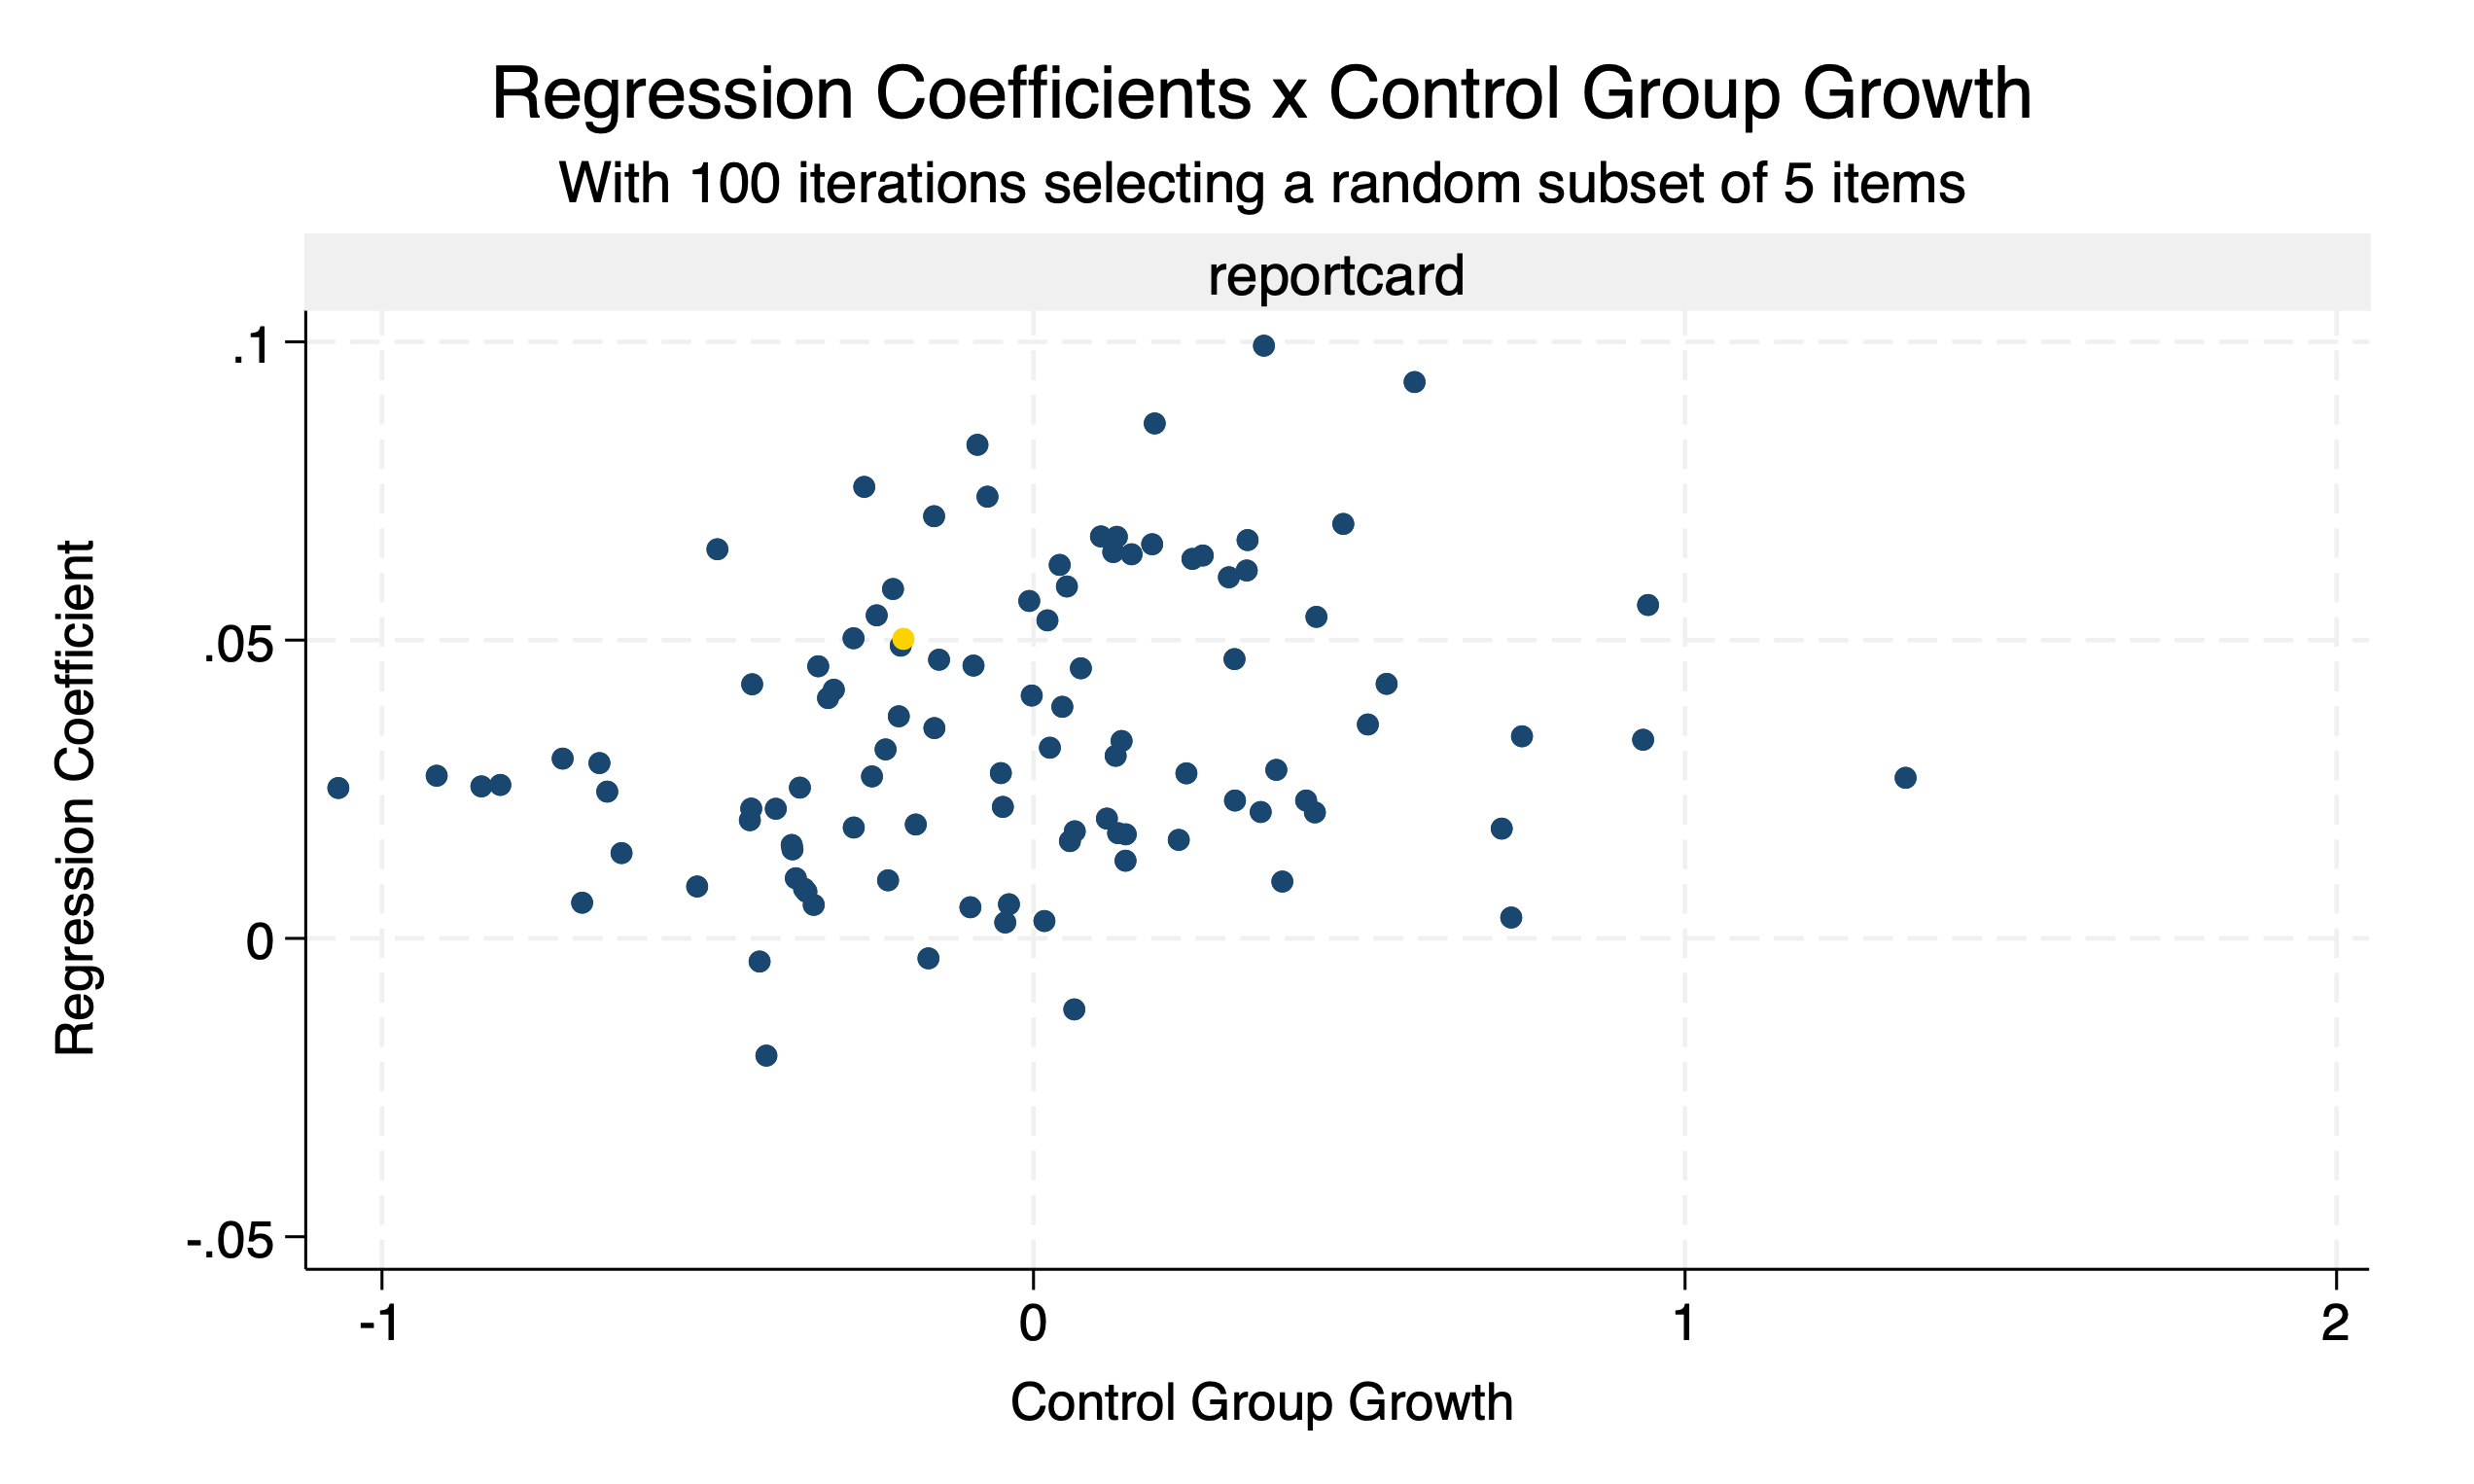 Regression Coefficients x Control Group Growth
With 100 iterations selecting a random subset of 5 items
reportcard
.1
.05
0
-.05
Regression Coefficient
-1 0 1 2
Control Group Growth